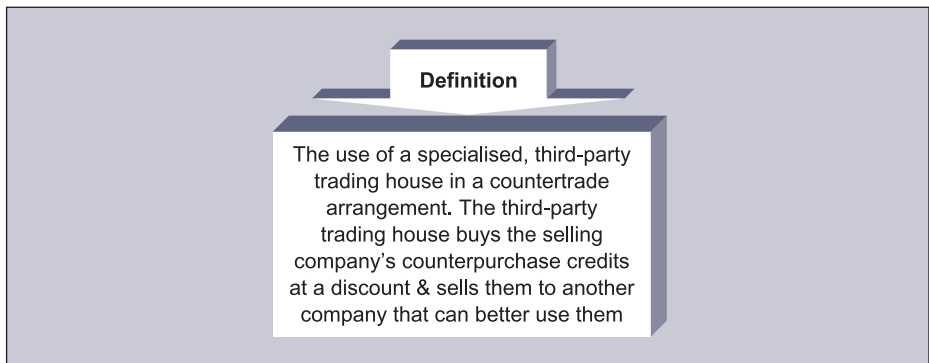 Definition
The use of a specialised, third-party
trading house in a countertrade
arrangement. The third-party
trading house buys the selling
company's counterpurchase credits
at a discount & sells them to another
company that can better use them